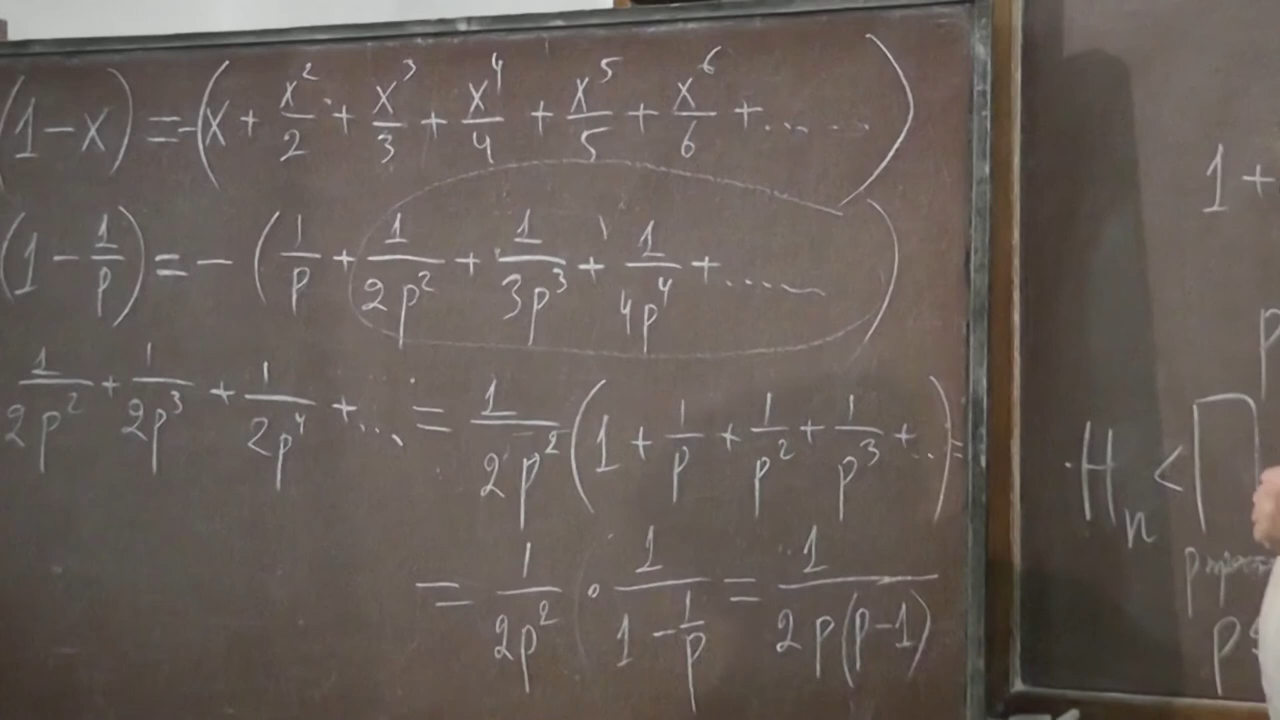 (1-x) = -(x + x²/2 + x³/3 + x⁴/4 + x⁵/5 + x⁶/6 + ......)
(1 - 1/p) = -(1/p + 1/2p² + 1/3p³ + 1/4p⁴ + ......)
1/2p² + 1/2p³ + 1/2p⁴ + ... = 1/2p² (1 + 1/p + 1/p² + 1/p³ + ..) =
= 1/2p² · 1/(1 - 1/p) = 1/2p(p-1)
1 +
p
H_n < ∏
p